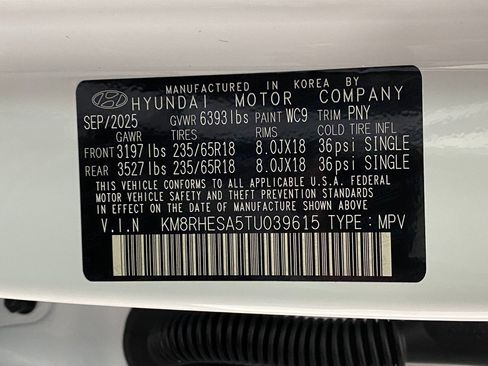 MANUFACTURED IN KOREA BY
HYUNDAI MOTOR COMPANY
SEP/2025 GVWR 6393lbs PAINT WC9 TRIM PNY
GAWR TIRES RIMS COLD TIRE INFL
FRONT 3197lbs 235/65R18 8.0JX18 36psi SINGLE
REAR 3527lbs 235/65R18 8.0JX18 36psi SINGLE
THIS VEHICLE CONFORMS TO ALL APPLICABLE U.S.A. FEDERAL
MOTOR VEHICLE SAFETY AND THEFT PREVENTION STANDARDS
IN EFFECT ON THE DATE OF MANUFACTURE SHOWN ABOVE.
V.I.N KM8RHESA5TU039615 TYPE : MPV